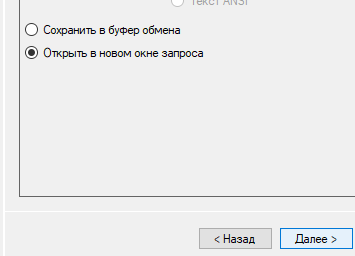 Текст ANSI
Сохранить в буфер обмена
Открыть в новом окне запроса
< Назад
Далее >